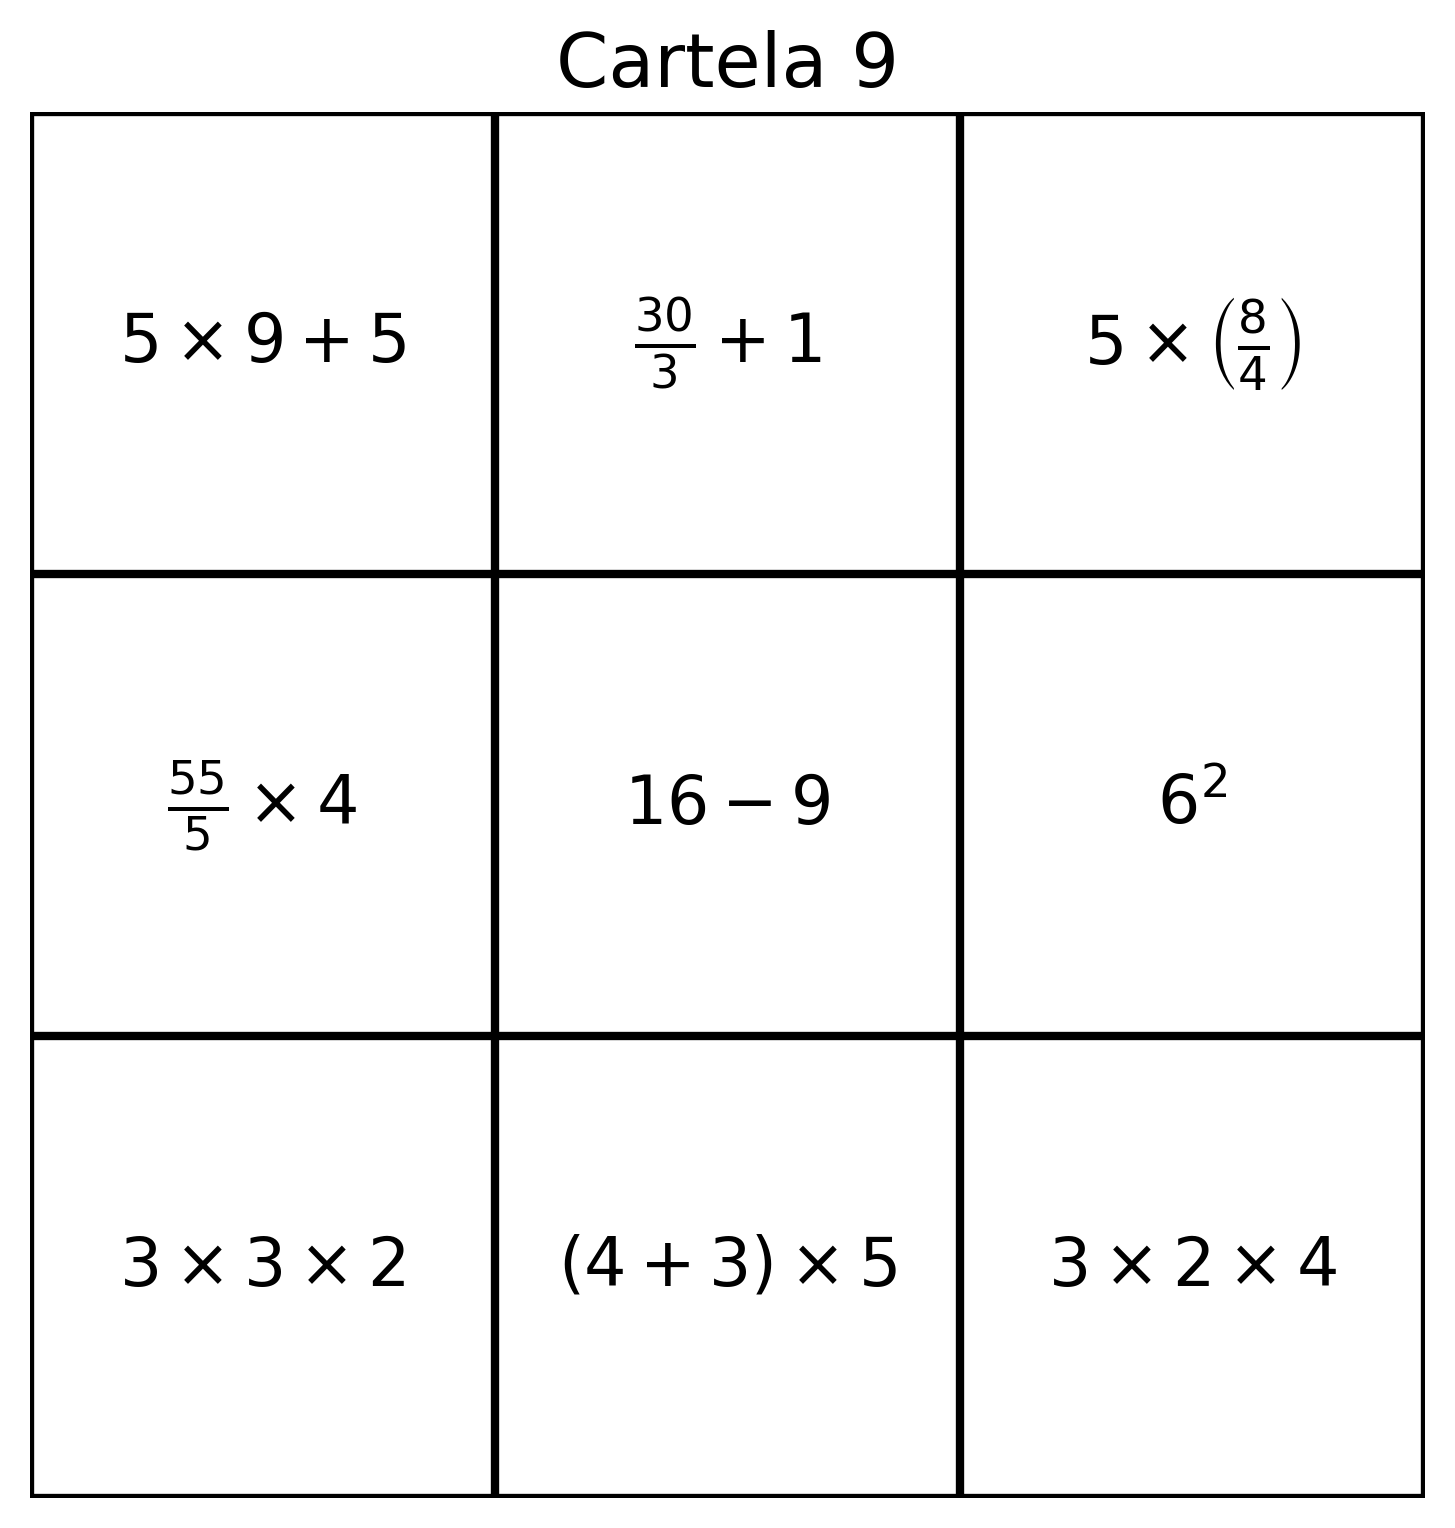 Cartela 9
5 × 9 + 5
30/3 + 1
5 × (8/4)
55/5 × 4
16 − 9
6²
3 × 3 × 2
(4 + 3) × 5
3 × 2 × 4